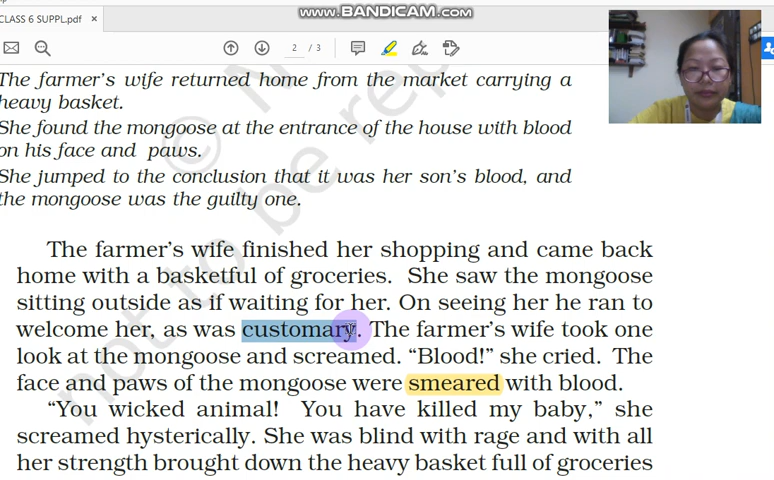 www.BANDICAM.com
CLASS 6 SUPPL.pdf ×
2 / 3
The farmer's wife returned home from the market carrying a
heavy basket.
She found the mongoose at the entrance of the house with blood
on his face and paws.
She jumped to the conclusion that it was her son's blood, and
the mongoose was the guilty one.
The farmer's wife finished her shopping and came back
home with a basketful of groceries. She saw the mongoose
sitting outside as if waiting for her. On seeing her he ran to
welcome her, as was customary. The farmer's wife took one
look at the mongoose and screamed. “Blood!” she cried. The
face and paws of the mongoose were smeared with blood.
“You wicked animal! You have killed my baby,” she
screamed hysterically. She was blind with rage and with all
her strength brought down the heavy basket full of groceries
© N
not to be rep